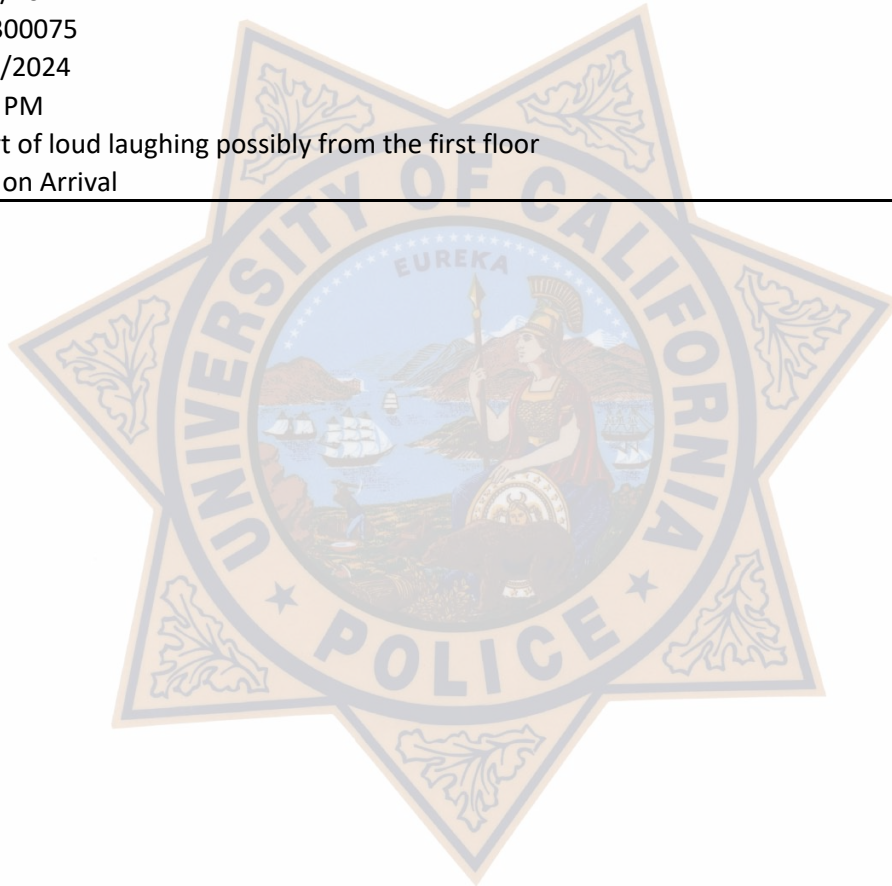 300075
/2024
PM
t of loud laughing possibly from the first floor
on Arrival
UNIVERSITY OF CALIFORNIA
EUREKA
POLICE